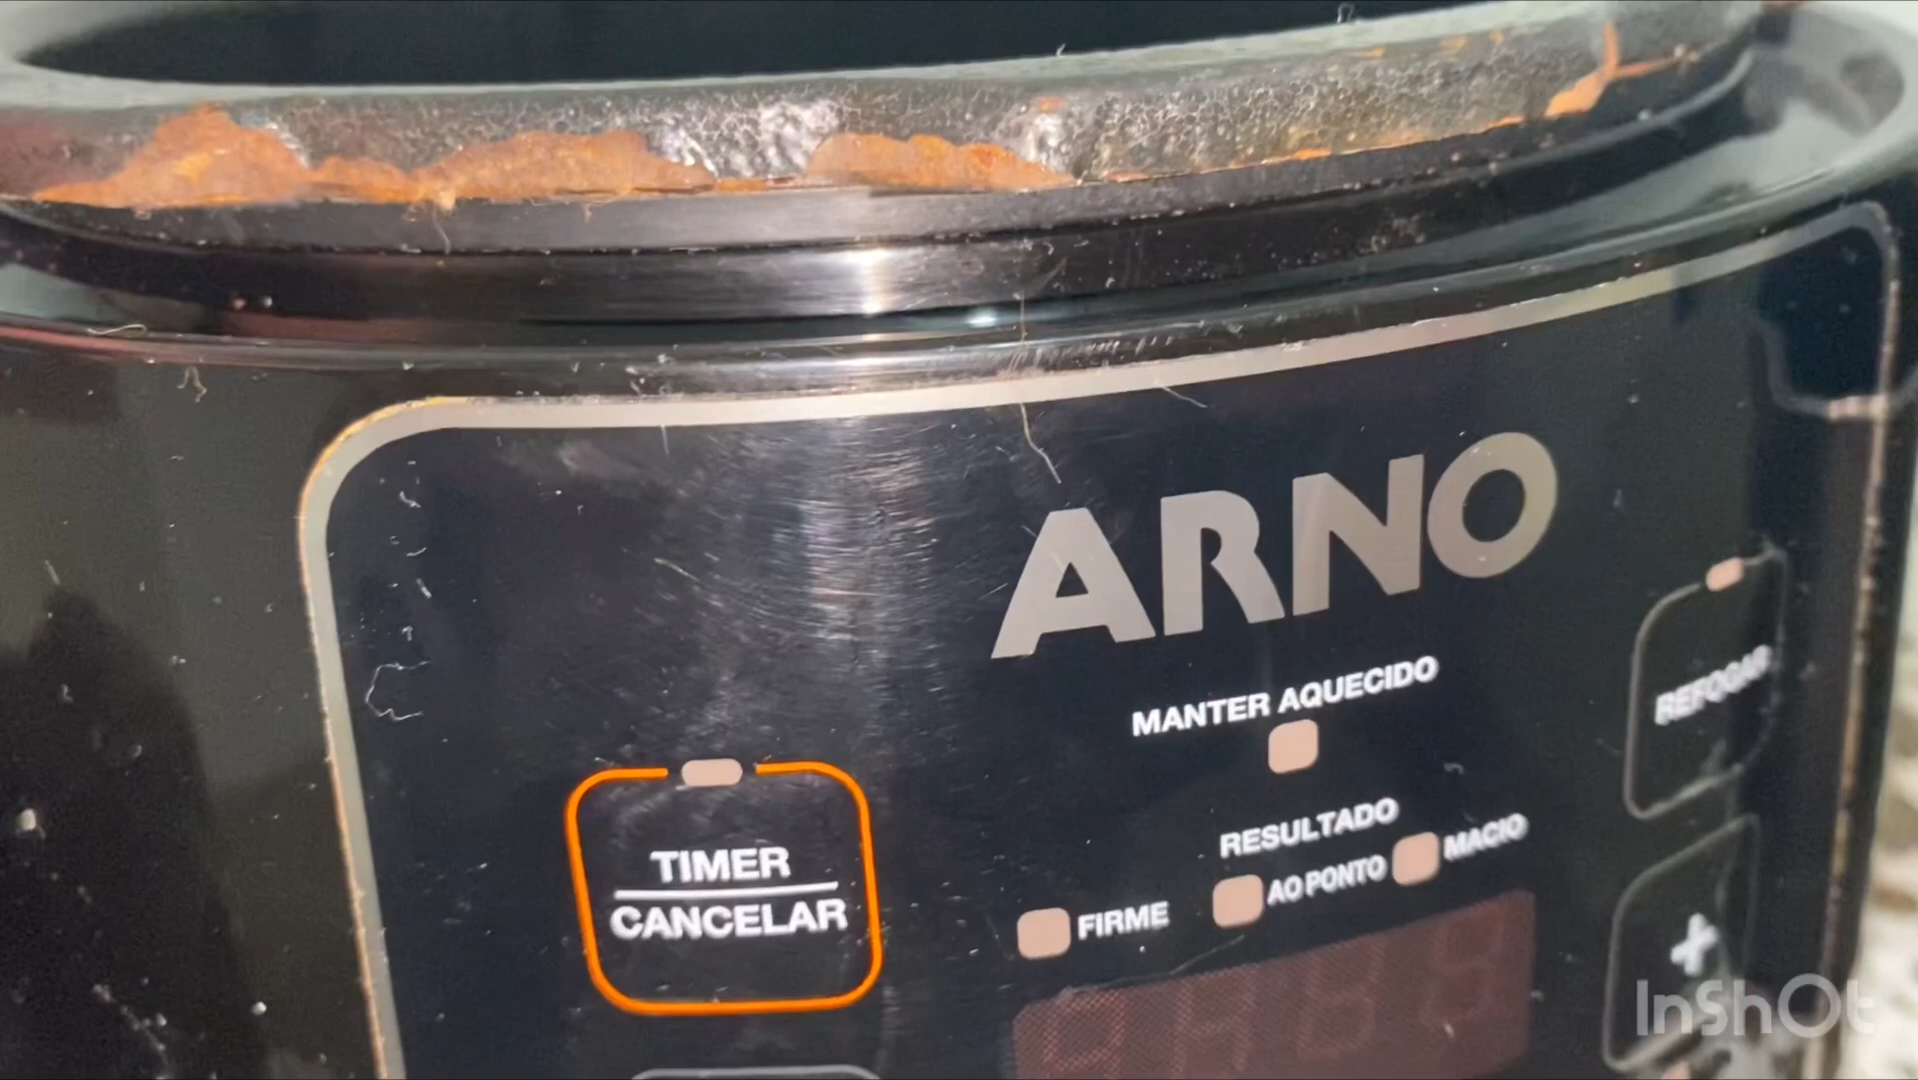 ARNO
MANTER AQUECIDO
REFOGAR
RESULTADO
FIRME AO PONTO MACIO
TIMER
CANCELAR
+
InShOt